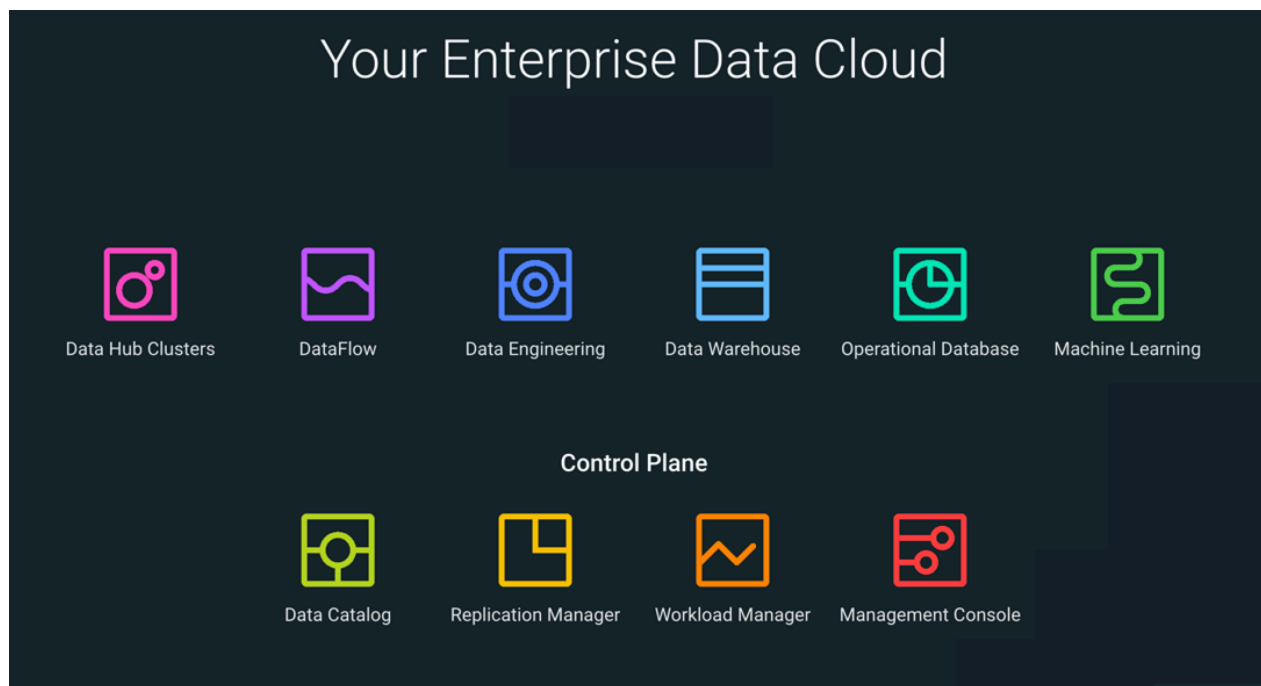 Your Enterprise Data Cloud
Data Hub Clusters
DataFlow
Data Engineering
Data Warehouse
Operational Database
Machine Learning
Control Plane
Data Catalog
Replication Manager
Workload Manager
Management Console